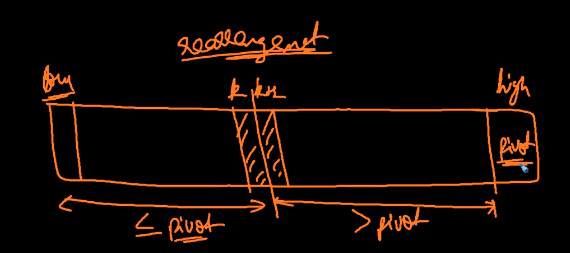 rearrangement
low k k+1 high
pivot
≤ pivot > pivot